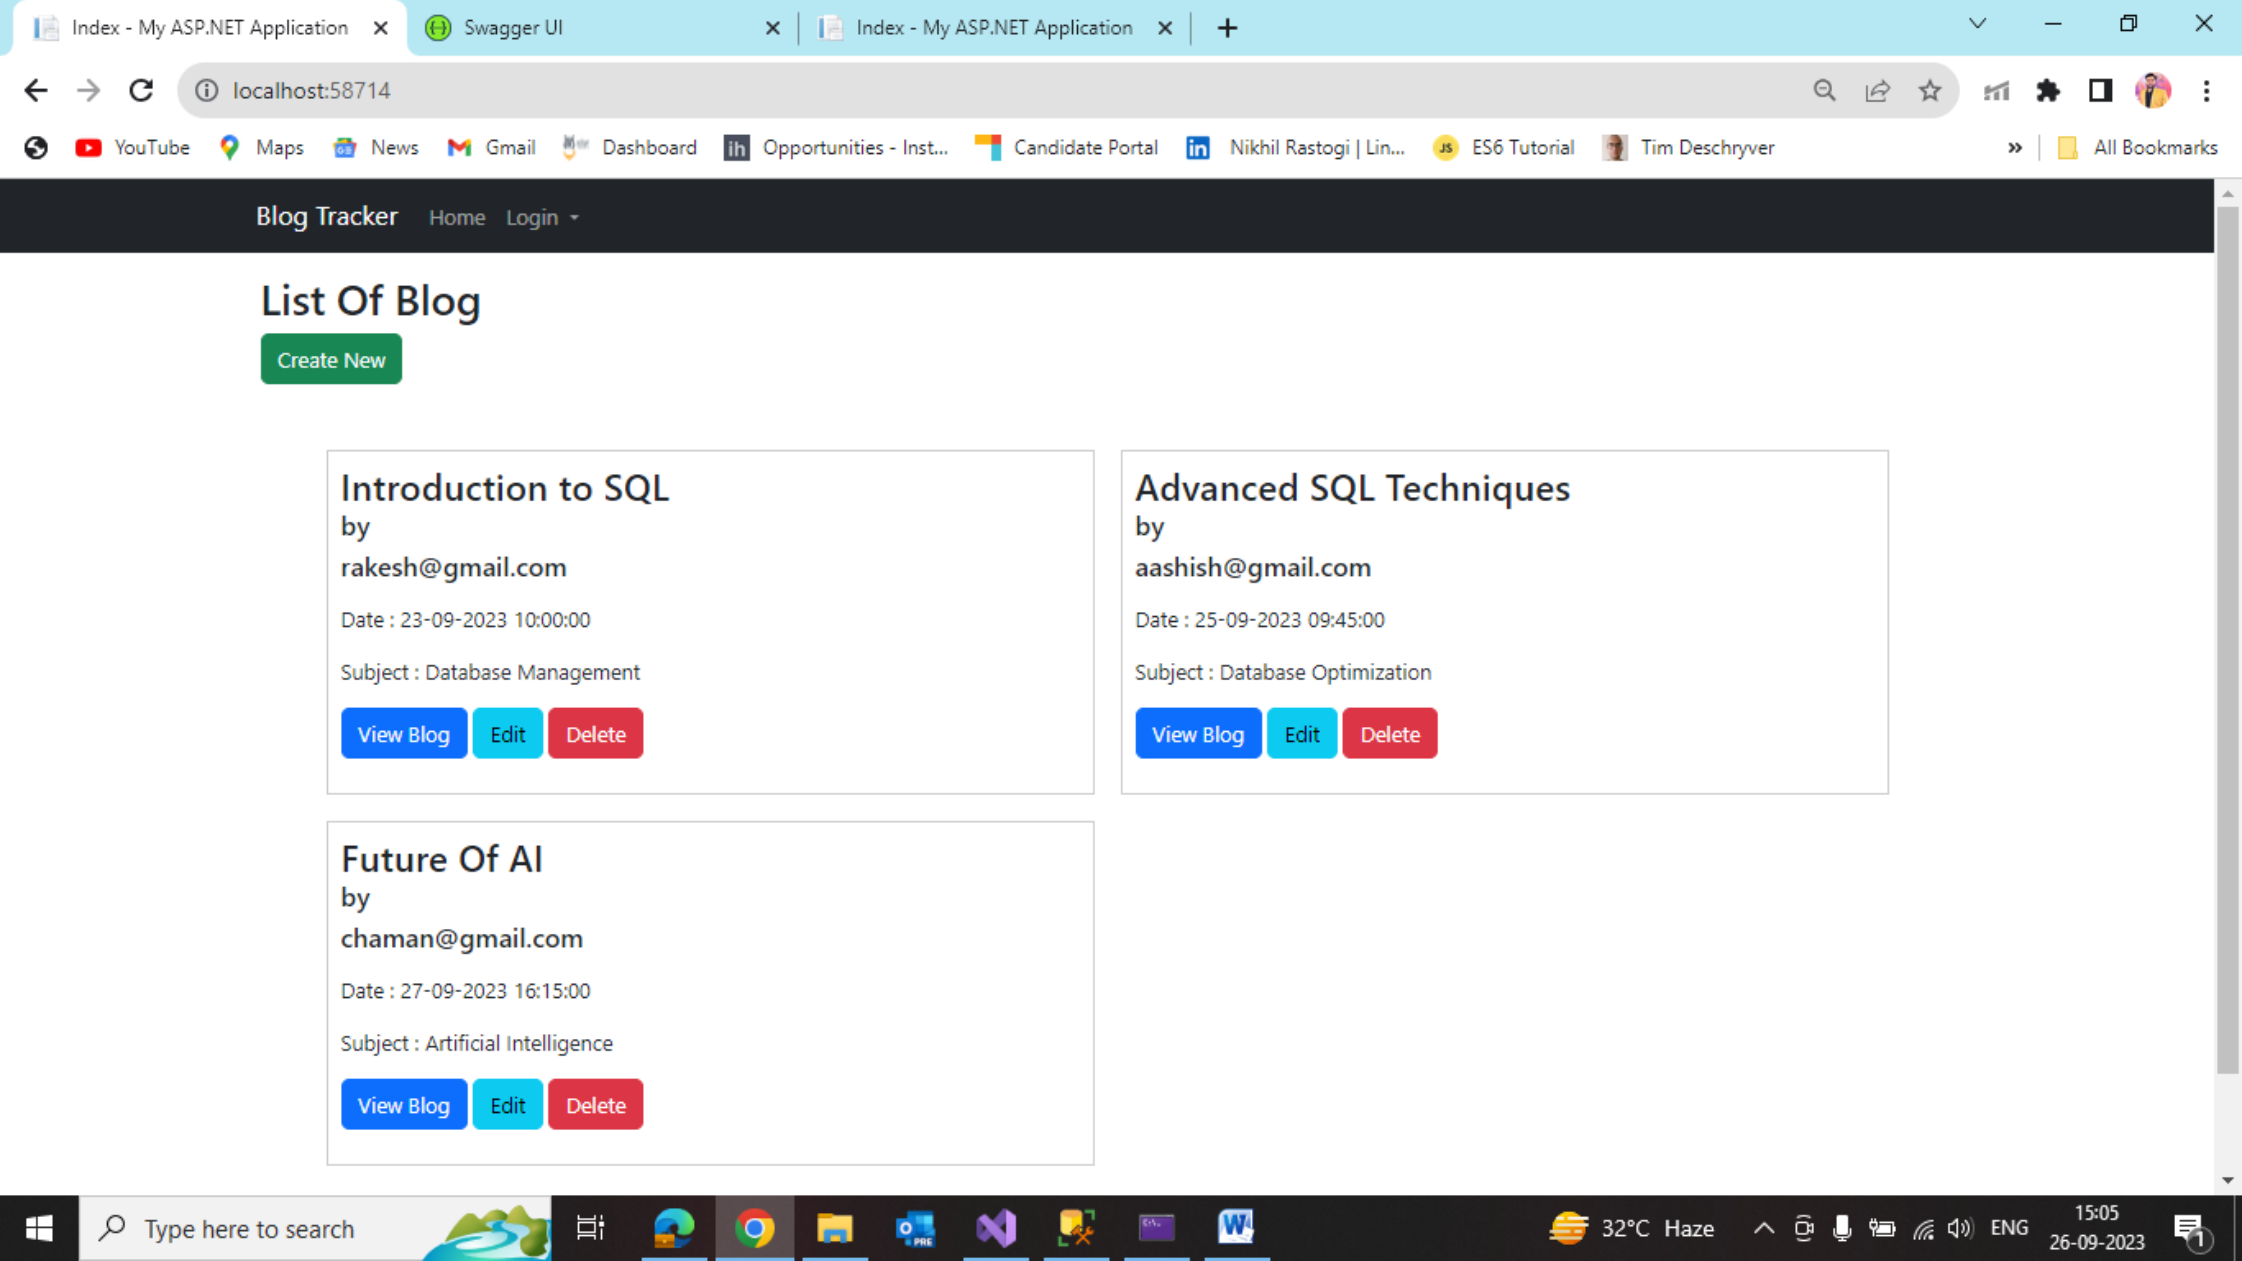 Index - My ASP.NET Application
Swagger UI
Index - My ASP.NET Application
localhost:58714
YouTube Maps News Gmail Dashboard ih Opportunities - Inst... Candidate Portal in Nikhil Rastogi | Lin... JS ES6 Tutorial Tim Deschryver » All Bookmarks
Blog Tracker Home Login
List Of Blog
Create New
Introduction to SQL
by
rakesh@gmail.com
Date : 23-09-2023 10:00:00
Subject : Database Management
View Blog Edit Delete
Advanced SQL Techniques
by
aashish@gmail.com
Date : 25-09-2023 09:45:00
Subject : Database Optimization
View Blog Edit Delete
Future Of AI
by
chaman@gmail.com
Date : 27-09-2023 16:15:00
Subject : Artificial Intelligence
View Blog Edit Delete
Type here to search
PRE
32°C Haze
ENG
15:05
26-09-2023
1